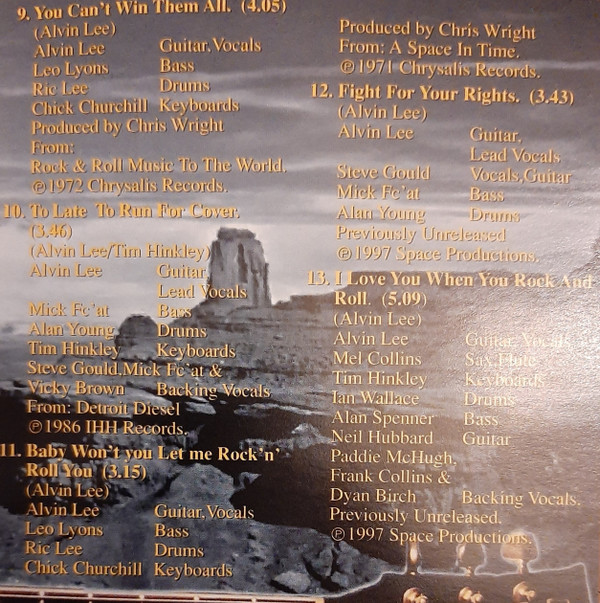 9. You Can't Win Them All. (4.05)
(Alvin Lee)
Alvin Lee Guitar,Vocals
Leo Lyons Bass
Ric Lee Drums
Chick Churchill Keyboards
Produced by Chris Wright
From:
Rock & Roll Music To The World.
℗1972 Chrysalis Records.
10. To Late To Run For Cover.
(3.46)
(Alvin Lee/Tim Hinkley)
Alvin Lee Guitar
Lead Vocals
Mick Fc'at Bass
Alan Young Drums
Tim Hinkley Keyboards
Steve Gould,Mick Fc'at &
Vicky Brown Backing Vocals
From: Detroit Diesel
℗1986 IHH Records.
11. Baby Won't you Let me Rock'n'
Roll You (3.15)
(Alvin Lee)
Alvin Lee Guitar,Vocals
Leo Lyons Bass
Ric Lee Drums
Chick Churchill Keyboards
Produced by Chris Wright
From: A Space In Time.
℗1971 Chrysalis Records.
12. Fight For Your Rights. (3.43)
(Alvin Lee)
Alvin Lee Guitar,
Lead Vocals
Steve Gould Vocals,Guitar
Mick Fc'at Bass
Alan Young Drums
Previously Unreleased
℗1997 Space Productions.
13. I Love You When You Rock And
Roll. (5.09)
(Alvin Lee)
Alvin Lee Guitar, Vocals
Mel Collins Sax,Flute
Tim Hinkley Keyboards
Ian Wallace Drums
Alan Spenner Bass
Neil Hubbard Guitar
Paddie McHugh,
Frank Collins &
Dyan Birch Backing Vocals.
Previously Unreleased.
℗1997 Space Productions.